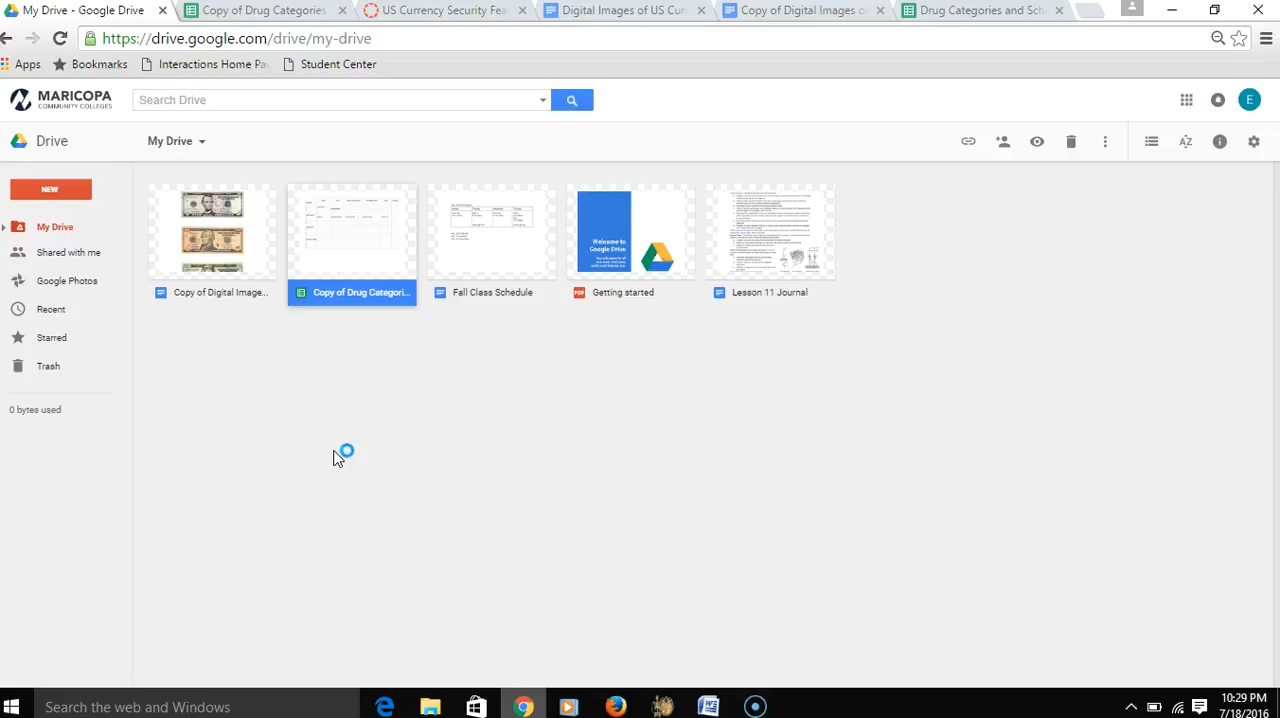 My Drive - Google Drive
Copy of Drug Categories
US Currency Security Fea
Digital Images of US Cur
Copy of Digital Images o
Drug Categories and Sch
https://drive.google.com/drive/my-drive
Apps
Bookmarks
Interactions Home Pa
Student Center
MARICOPA
COMMUNITY COLLEGES
Search Drive
E
Drive
My Drive
NEW
Google Photos
Recent
Starred
Trash
0 bytes used
Welcome to
Google Drive
Copy of Digital Image...
Copy of Drug Categori...
Fall Class Schedule
PDF
Getting started
Lesson 11 Journal
Search the web and Windows
10:29 PM
7/18/2016